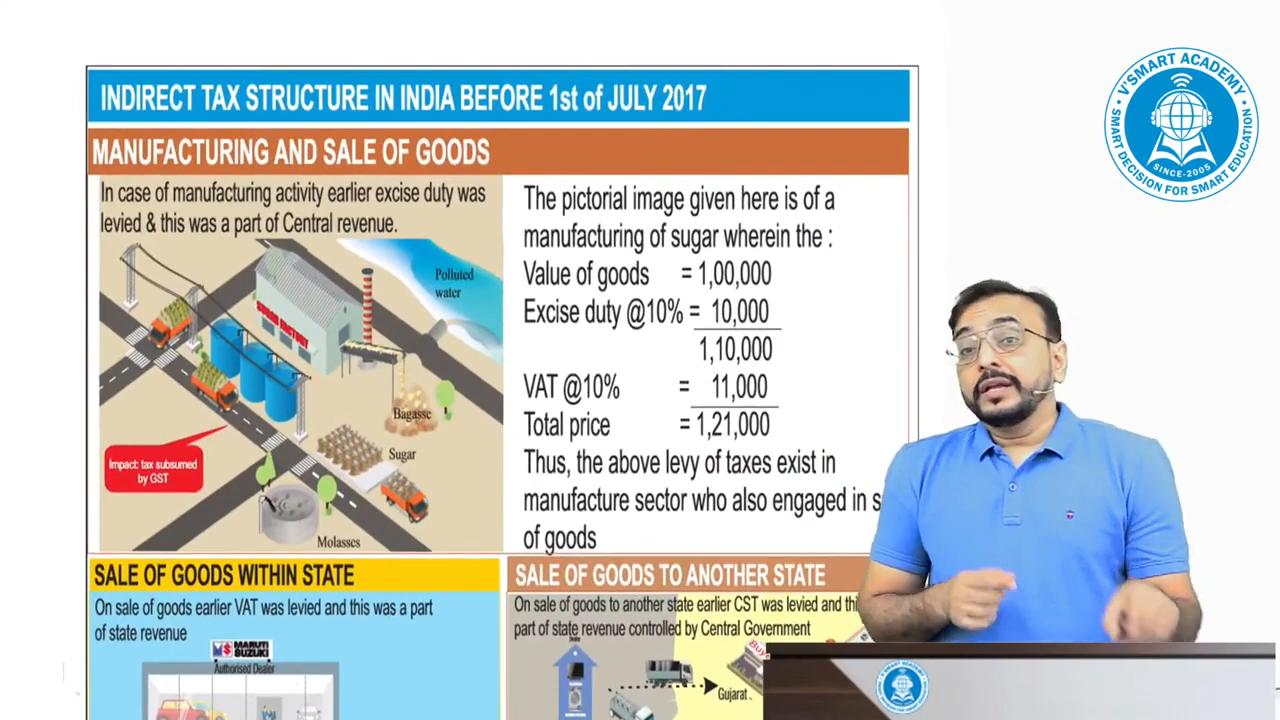 INDIRECT TAX STRUCTURE IN INDIA BEFORE 1st of JULY 2017
MANUFACTURING AND SALE OF GOODS
In case of manufacturing activity earlier excise duty was
levied & this was a part of Central revenue.
Polluted
water
SUGAR FACTORY
Bagasse
Sugar
Impact: tax subsumed
by GST
Molasses
The pictorial image given here is of a
manufacturing of sugar wherein the :
Value of goods = 1,00,000
Excise duty @10% = 10,000
1,10,000
VAT @10% = 11,000
Total price = 1,21,000
Thus, the above levy of taxes exist in
manufacture sector who also engaged in s
of goods
SALE OF GOODS WITHIN STATE
On sale of goods earlier VAT was levied and this was a part
of state revenue
MARUTI
SUZUKI
Authorised Dealer
SALE OF GOODS TO ANOTHER STATE
On sale of goods to another state earlier CST was levied and thi
part of state revenue controlled by Central Government
Dealer
Buye
Gujarat
V'SMART ACADEMY
SINCE-2005
SMART DECISION FOR SMART EDUCATION